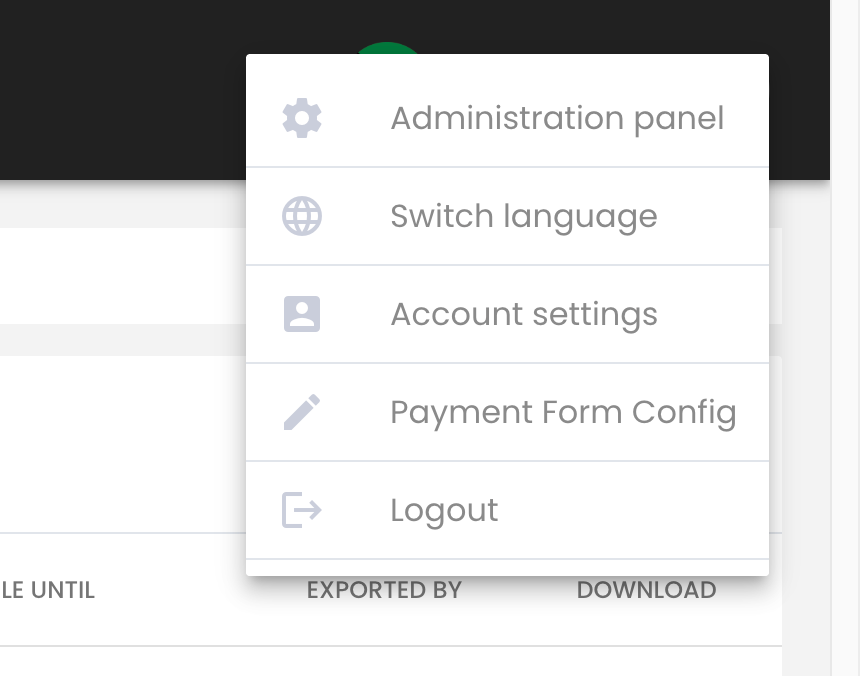 Administration panel
Switch language
Account settings
Payment Form Config
Logout
LE UNTIL EXPORTED BY DOWNLOAD